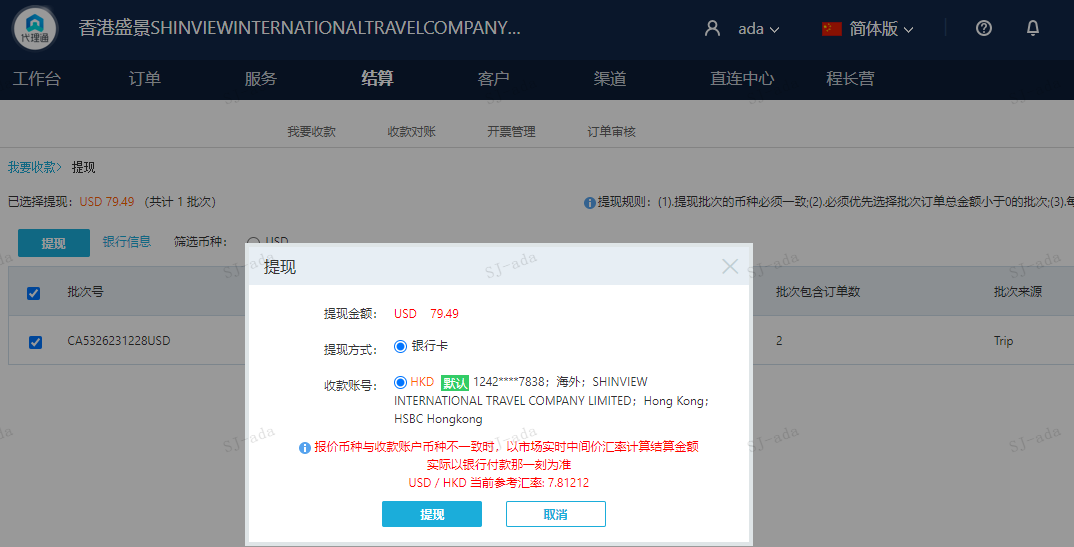 代理通
香港盛景SHINVIEWINTERNATIONALTRAVELCOMPANY...
ada
简体版
工作台 订单 服务 结算 客户 渠道 直连中心 程长营
我要收款 收款对账 开票管理 订单审核
我要收款> 提现
已选择提现：USD 79.49 (共计 1 批次)
提现规则：(1).提现批次的币种必须一致;(2).必须优先选择批次订单总金额小于0的批次;(3).每
提现 银行信息 筛选币种： USD
批次号 批次包含订单数 批次来源
CA5326231228USD 2 Trip
提现
提现金额： USD 79.49
提现方式： 银行卡
收款账号： HKD 默认 1242****7838；海外；SHINVIEW
INTERNATIONAL TRAVEL COMPANY LIMITED；Hong Kong；
HSBC Hongkong
报价币种与收款账户币种不一致时，以市场实时中间价汇率计算结算金额
实际以银行付款那一刻为准
USD / HKD 当前参考汇率: 7.81212
提现 取消
SJ-ada